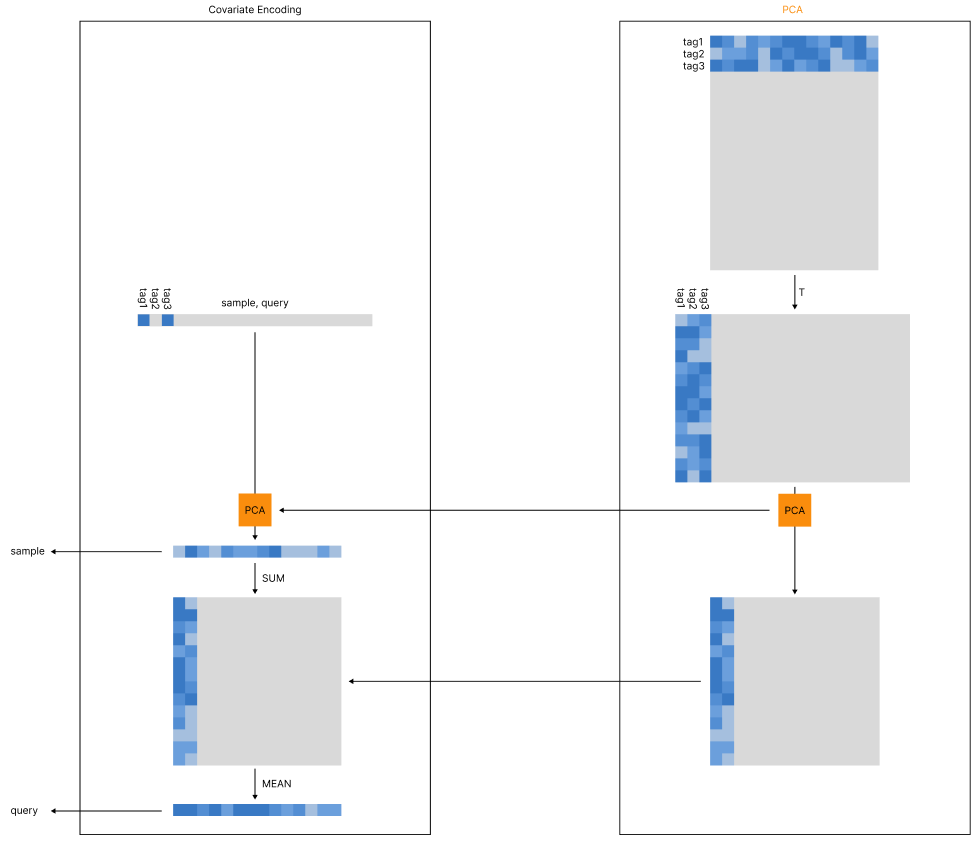 Covariate Encoding
PCA
tag1
tag2
tag3
T
tag1
tag2
tag3
sample, query
tag1
tag2
tag3
PCA
PCA
sample
SUM
MEAN
query